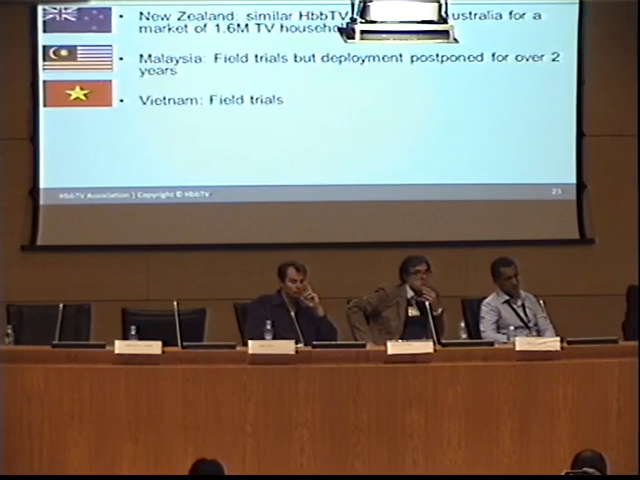 • New Zealand: similar HbbTV ustralia for a
market of 1.6M TV househo
• Malaysia: Field trials but deployment postponed for over 2
years
• Vietnam: Field trials
HbbTV Association | Copyright © HbbTV 23